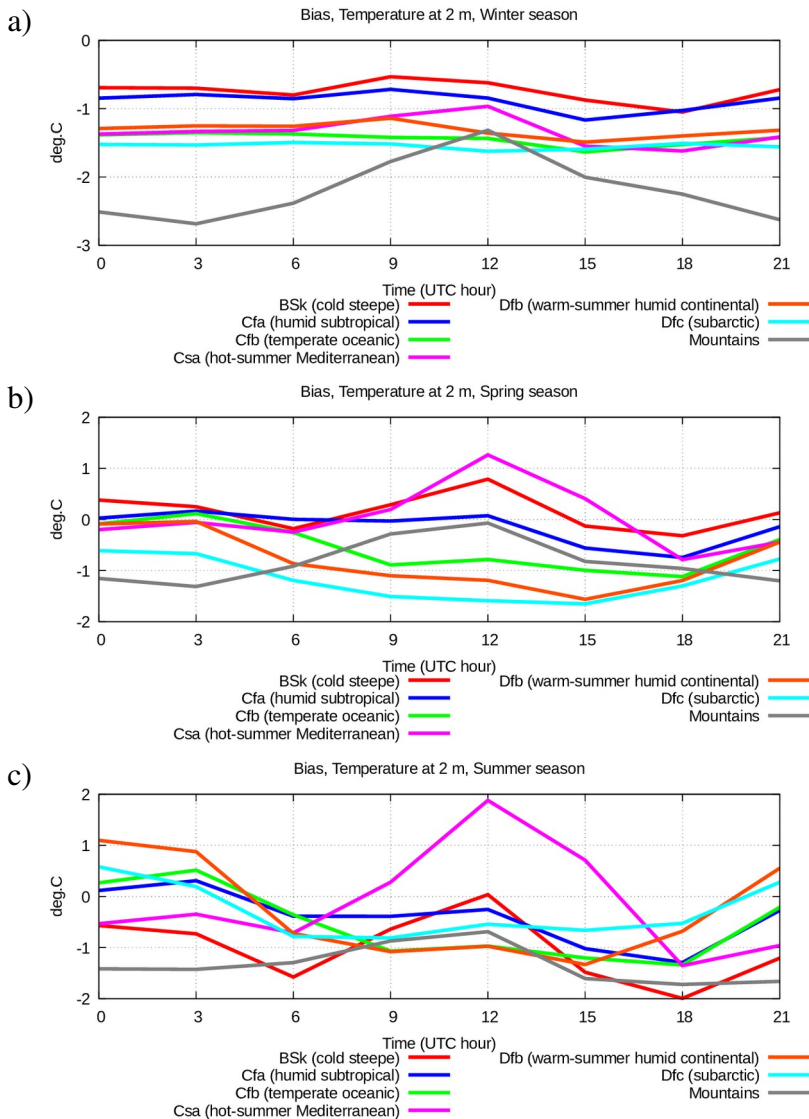 a)
Bias, Temperature at 2 m, Winter season
0
-1
-2
-3
deg.C
0 3 6 9 12 15 18 21
Time (UTC hour)
BSk (cold steepe) Dfb (warm-summer humid continental)
Cfa (humid subtropical) Dfc (subarctic)
Cfb (temperate oceanic) Mountains
Csa (hot-summer Mediterranean)
b)
Bias, Temperature at 2 m, Spring season
2
1
0
-1
-2
deg.C
0 3 6 9 12 15 18 21
Time (UTC hour)
BSk (cold steepe) Dfb (warm-summer humid continental)
Cfa (humid subtropical) Dfc (subarctic)
Cfb (temperate oceanic) Mountains
Csa (hot-summer Mediterranean)
c)
Bias, Temperature at 2 m, Summer season
2
1
0
-1
-2
deg.C
0 3 6 9 12 15 18 21
Time (UTC hour)
BSk (cold steepe) Dfb (warm-summer humid continental)
Cfa (humid subtropical) Dfc (subarctic)
Cfb (temperate oceanic) Mountains
Csa (hot-summer Mediterranean)